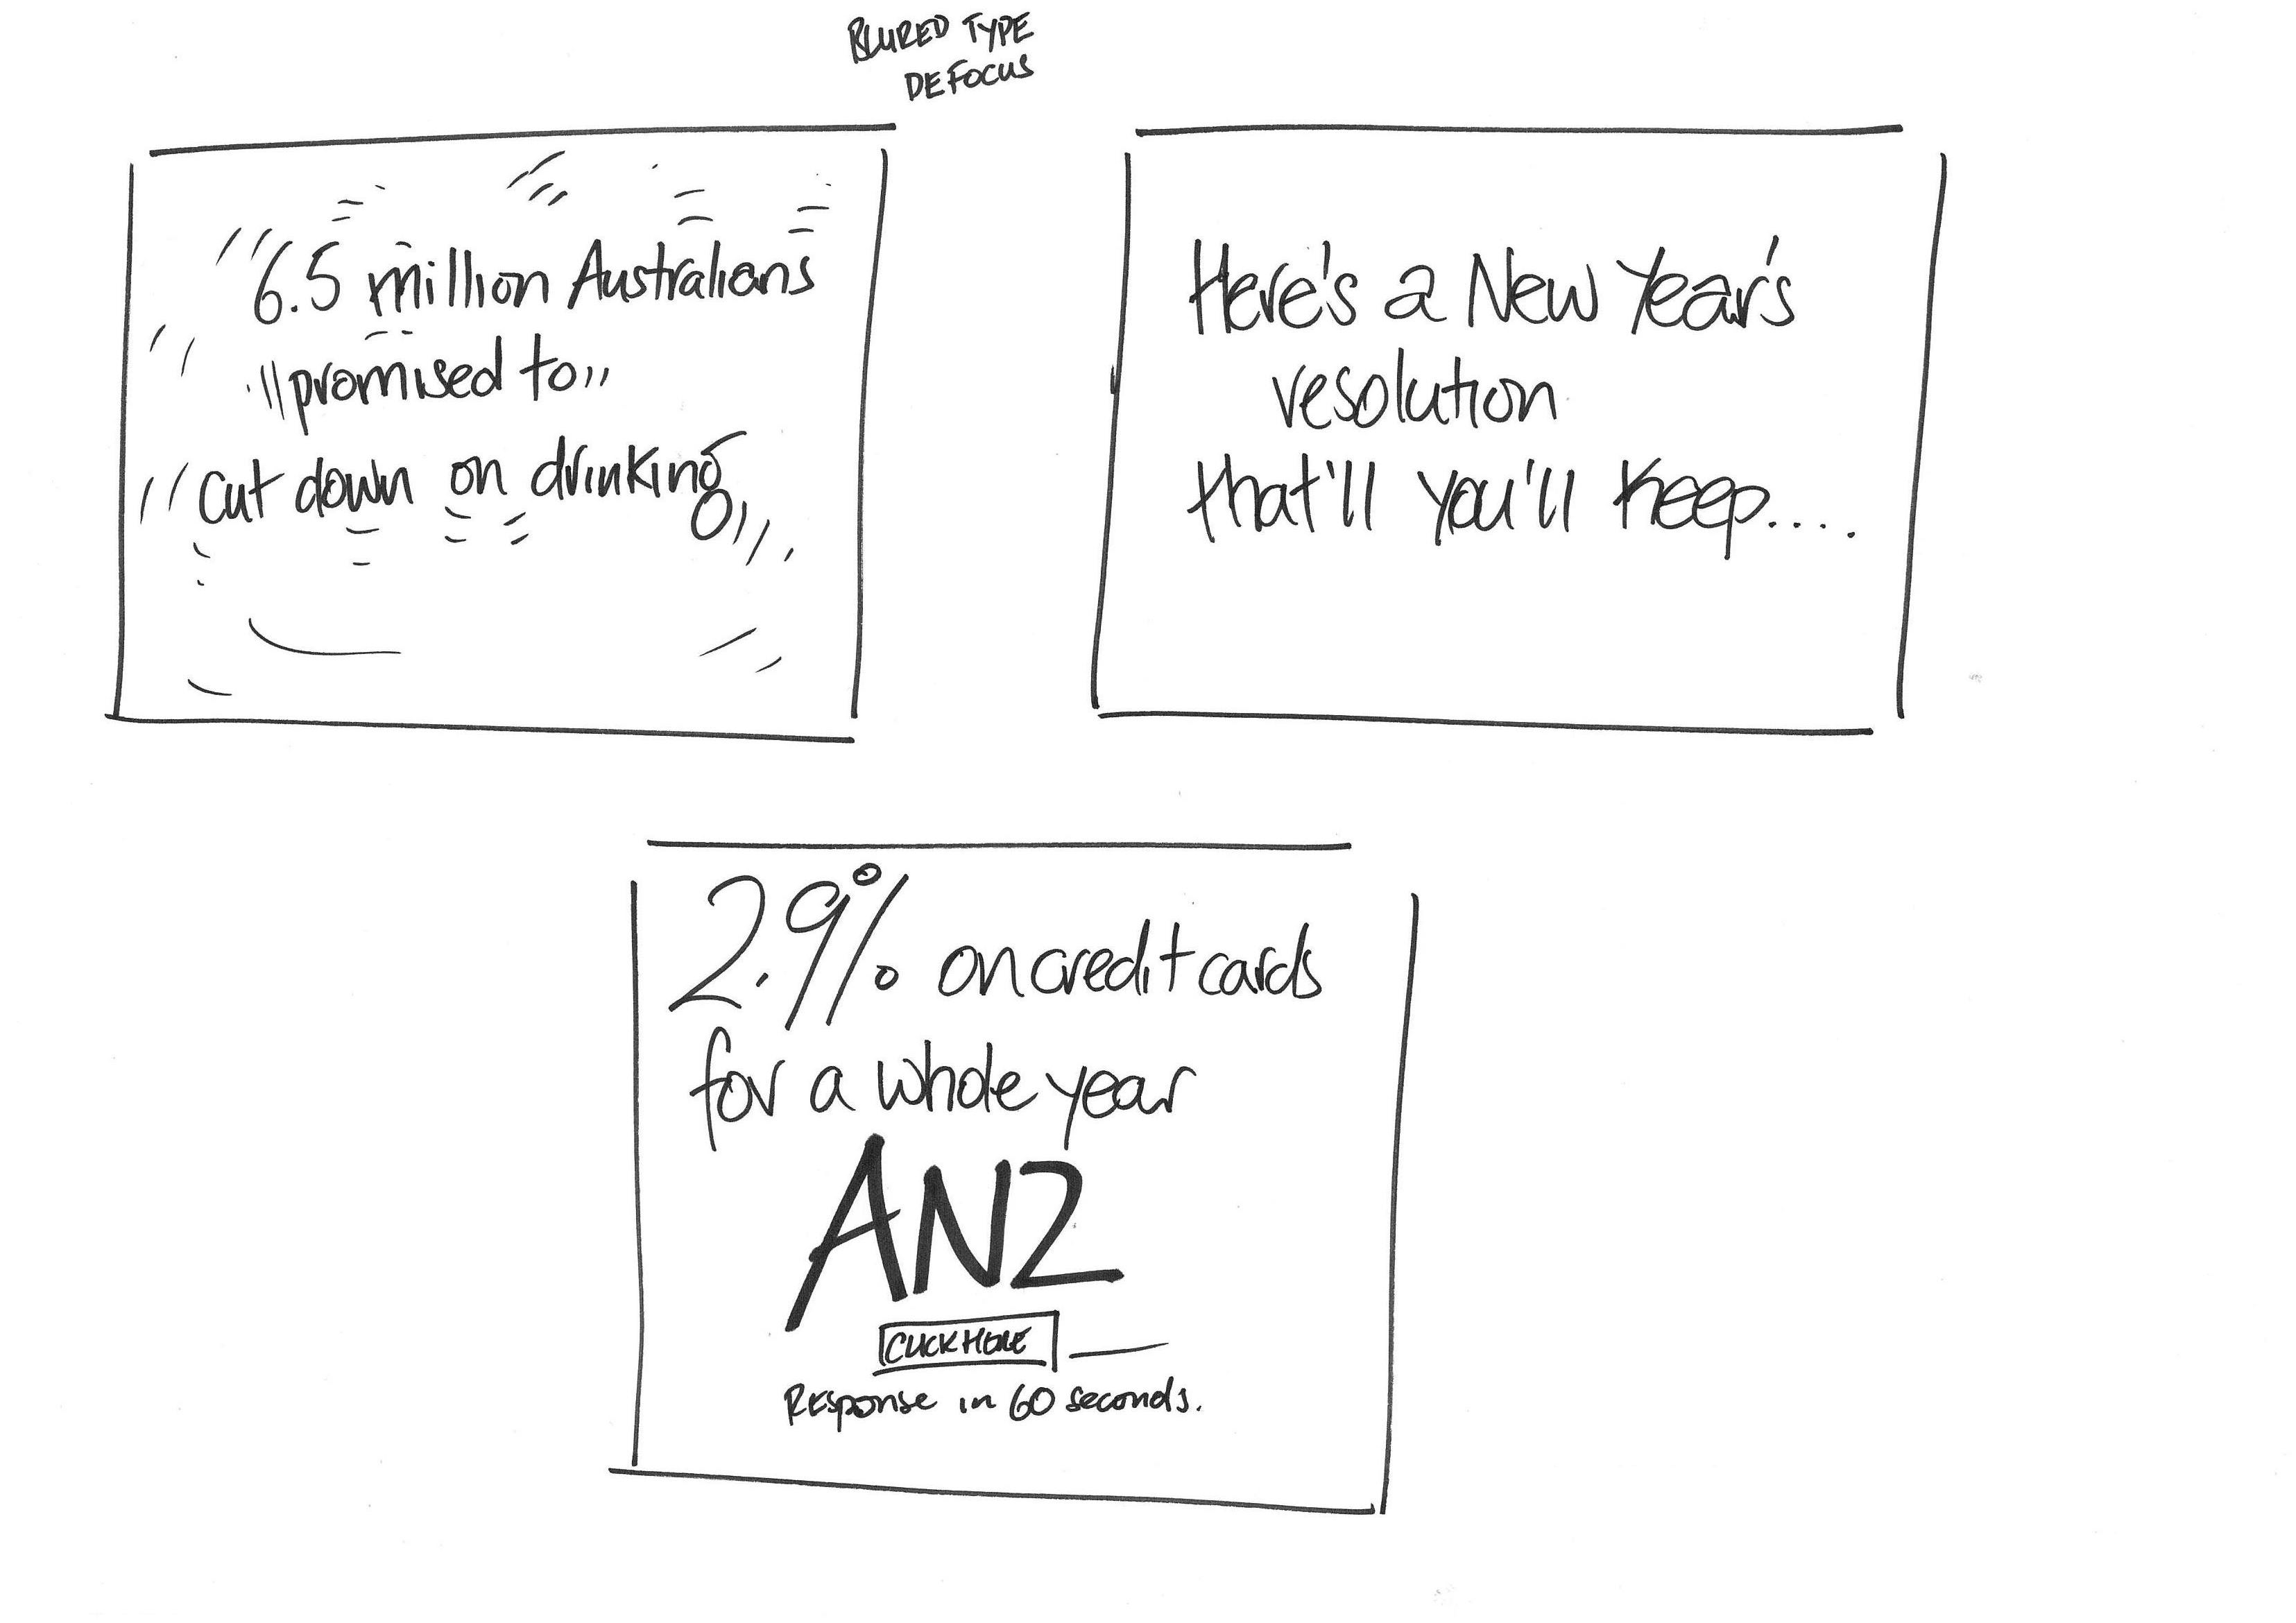 BLURED TYPE
DEFOCUS
6.5 million Australians
promised to
cut down on drinking
Here's a New Year's
resolution
that'll you'll keep....
2.9% on credit cards
for a whole year
ANZ
CLICK HERE
Response in 60 seconds.